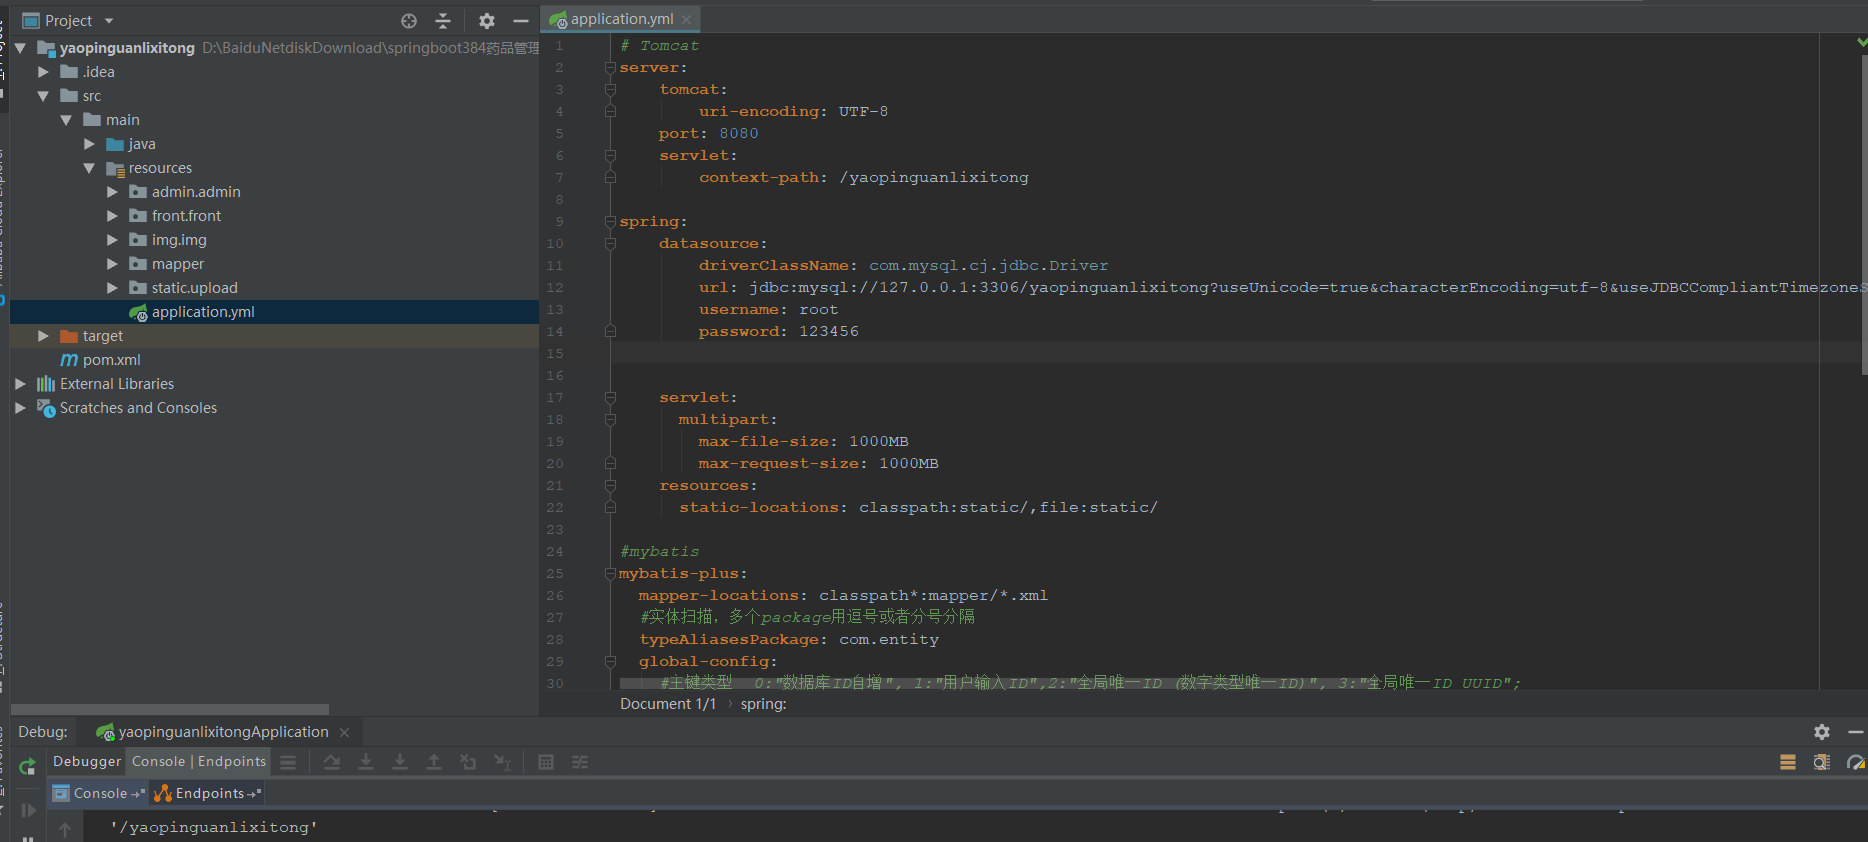 Project
yaopinguanlixitong D:\BaiduNetdiskDownload\springboot384药品管理
.idea
src
main
java
resources
admin.admin
front.front
img.img
mapper
static.upload
application.yml
target
pom.xml
External Libraries
Scratches and Consoles
application.yml
1 # Tomcat
2 server:
3 tomcat:
4 uri-encoding: UTF-8
5 port: 8080
6 servlet:
7 context-path: /yaopinguanlixitong
8
9 spring:
10 datasource:
11 driverClassName: com.mysql.cj.jdbc.Driver
12 url: jdbc:mysql://127.0.0.1:3306/yaopinguanlixitong?useUnicode=true&characterEncoding=utf-8&useJDBCCompliantTimezoneS
13 username: root
14 password: 123456
15
16
17 servlet:
18 multipart:
19 max-file-size: 1000MB
20 max-request-size: 1000MB
21 resources:
22 static-locations: classpath:static/,file:static/
23
24 #mybatis
25 mybatis-plus:
26 mapper-locations: classpath*:mapper/*.xml
27 #实体扫描，多个package用逗号或者分号分隔
28 typeAliasesPackage: com.entity
29 global-config:
30 #主键类型 0:"数据库ID自增", 1:"用户输入ID",2:"全局唯一ID (数字类型唯一ID)", 3:"全局唯一ID UUID";
Document 1/1 › spring:
Debug: yaopinguanlixitongApplication
Debugger Console | Endpoints
Console Endpoints
'/yaopinguanlixitong'